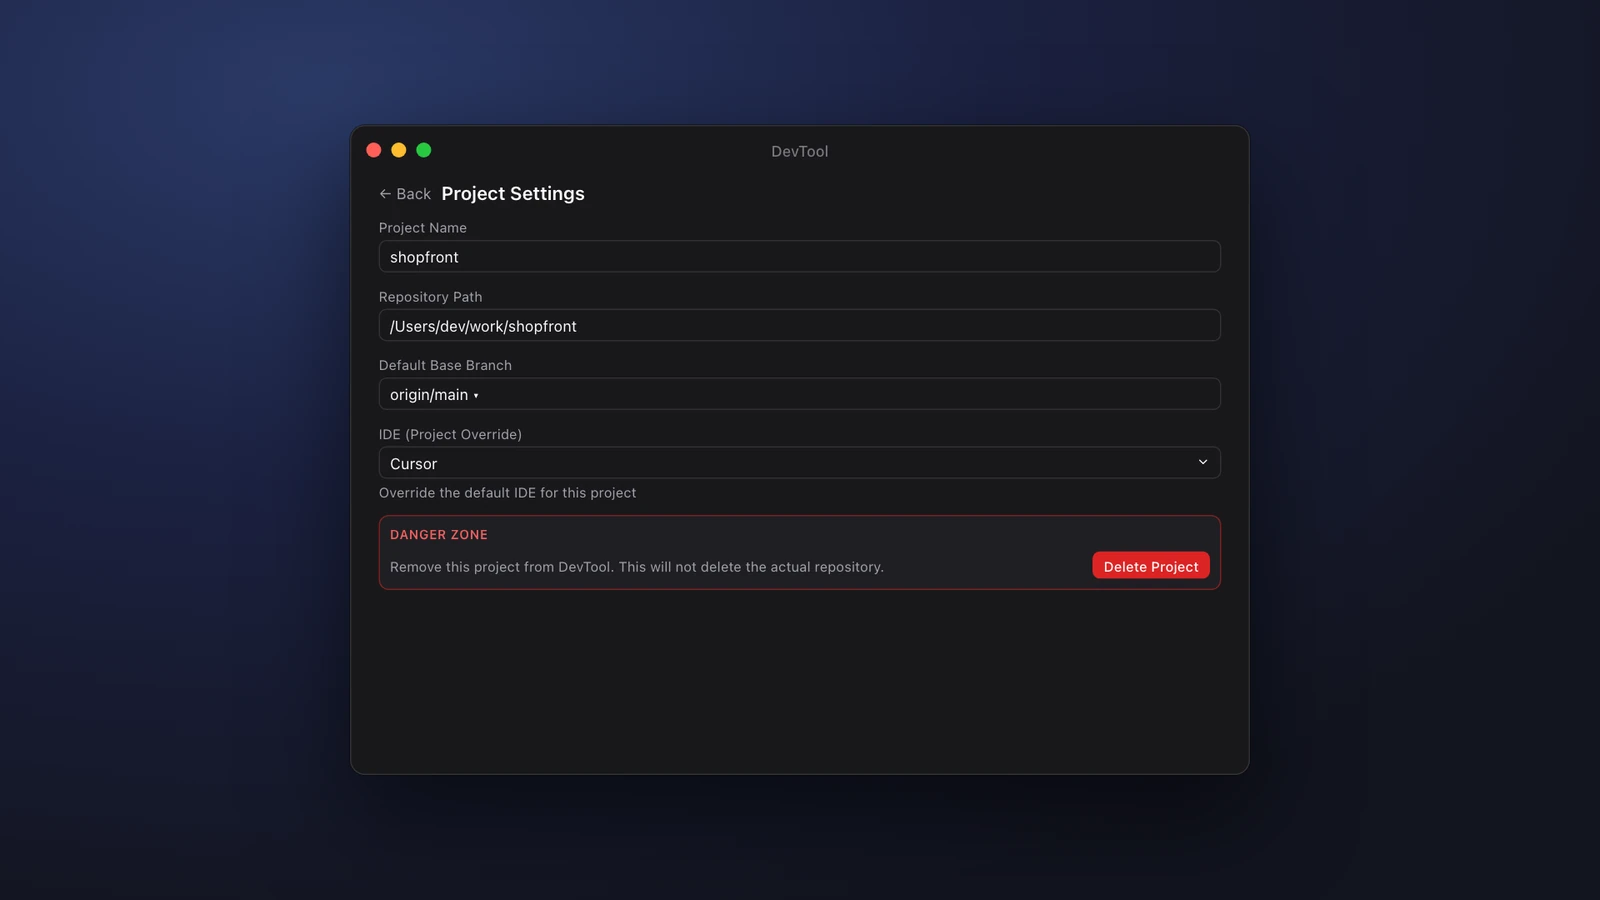 DevTool
← Back Project Settings
Project Name
shopfront
Repository Path
/Users/dev/work/shopfront
Default Base Branch
origin/main ▾
IDE (Project Override)
Cursor
Override the default IDE for this project
DANGER ZONE
Remove this project from DevTool. This will not delete the actual repository. Delete Project